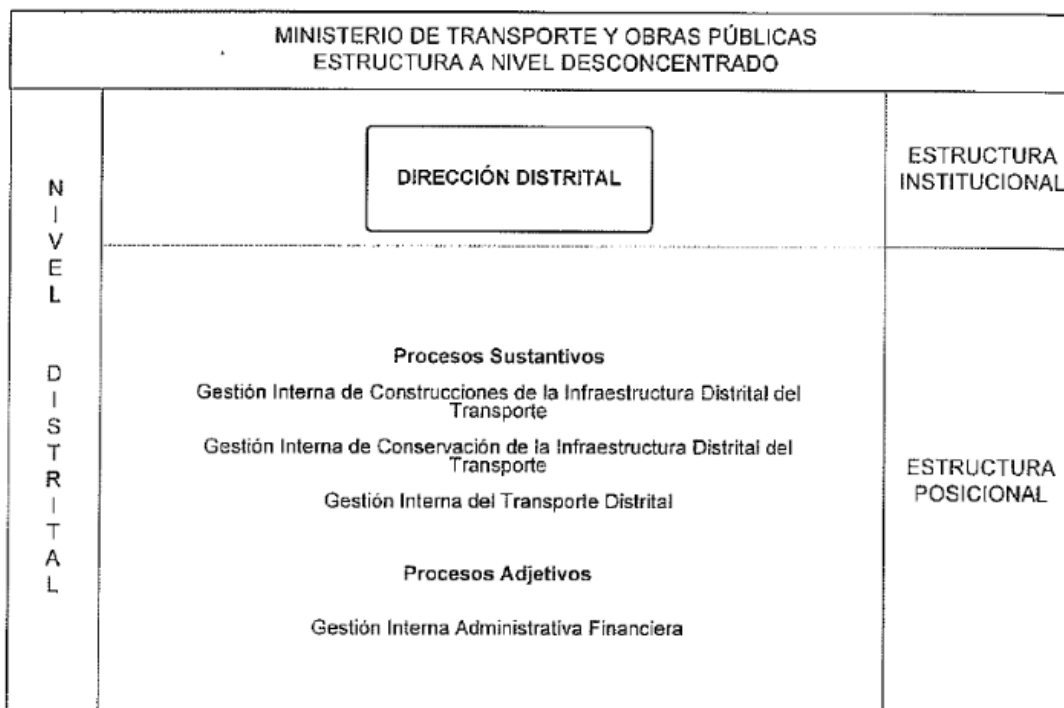 MINISTERIO DE TRANSPORTE Y OBRAS PÚBLICAS
ESTRUCTURA A NIVEL DESCONCENTRADO
NIVEL DISTRITAL
DIRECCIÓN DISTRITAL
ESTRUCTURA
INSTITUCIONAL
Procesos Sustantivos
Gestión Interna de Construcciones de la Infraestructura Distrital del
Transporte
Gestión Interna de Conservación de la Infraestructura Distrital del
Transporte
Gestión Interna del Transporte Distrital
Procesos Adjetivos
Gestión Interna Administrativa Financiera
ESTRUCTURA
POSICIONAL